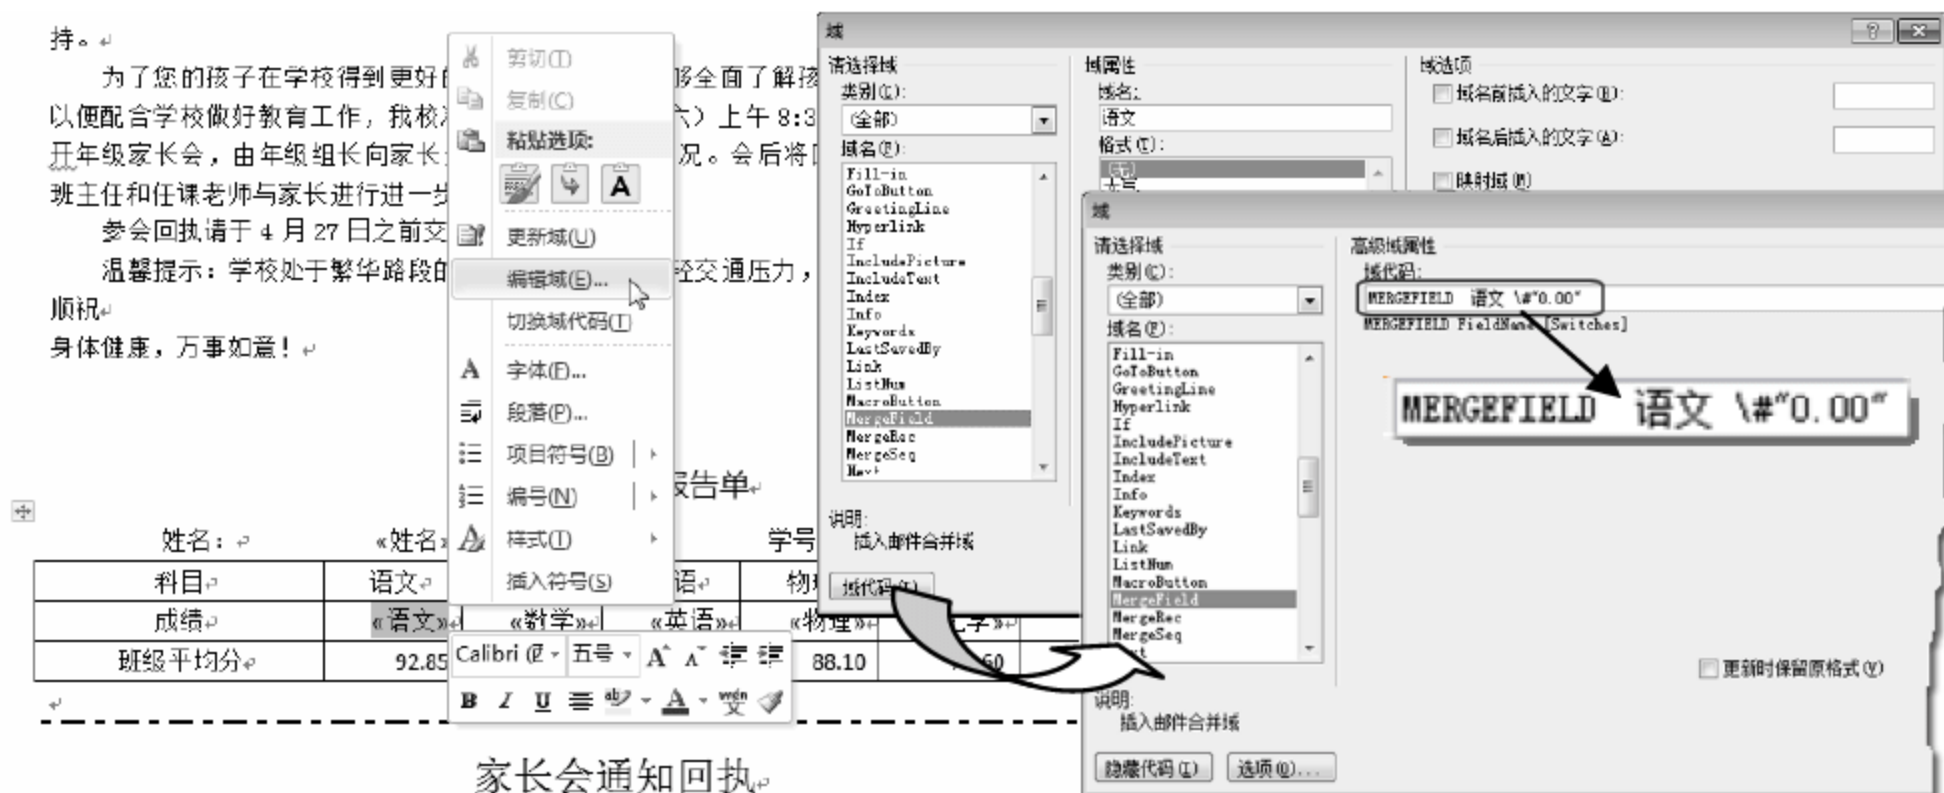 持。
为了您的孩子在学校得到更好的
够全面了解孩
以便配合学校做好教育工作，我校
六）上午 8:3
开年级家长会，由年级组长向家长
况。会后将
班主任和任课老师与家长进行进一步
参会回执请于 4 月 27 日之前交
温馨提示：学校处于繁华路段的
轻交通压力，
顺祝
身体健康，万事如意！
报告单
姓名：
«姓名»
学号
科目
语文
语
物
成绩
«语文»
«数学»
«英语»
«物理»
学»
班级平均分
92.85
88.10
60
家长会通知回执
剪切(T)
复制(C)
粘贴选项:
A
更新域(U)
编辑域(E)...
切换域代码(T)
A 字体(F)...
段落(P)...
项目符号(B)
编号(N)
样式(T)
插入符号(S)
Calibri (西 五号 A A
B I U ab A wén 文
域
请选择域
类别(C):
(全部)
域名(F):
Fill-in
GoToButton
GreetingLine
Hyperlink
If
IncludePicture
IncludeText
Index
Info
Keywords
LastSavedBy
Link
ListNum
MacroButton
MergeField
MergeRec
MergeSeq
Next
说明:
插入邮件合并域
域代码(I)
域属性
域名:
语文
格式(T):
(无)
大写
域选项
域名前插入的文字(B):
域名后插入的文字(A):
映射域(M)
域
请选择域
类别(C):
(全部)
域名(F):
Fill-in
GoToButton
GreetingLine
Hyperlink
If
IncludePicture
IncludeText
Index
Info
Keywords
LastSavedBy
Link
ListNum
MacroButton
MergeField
MergeRec
MergeSeq
说明:
插入邮件合并域
隐藏代码(I)
选项(O)...
高级域属性
域代码:
MERGEFIELD 语文 \#"0.00"
MERGEFIELD FieldName [Switches]
MERGEFIELD 语文 \#"0.00"
更新时保留原格式(V)